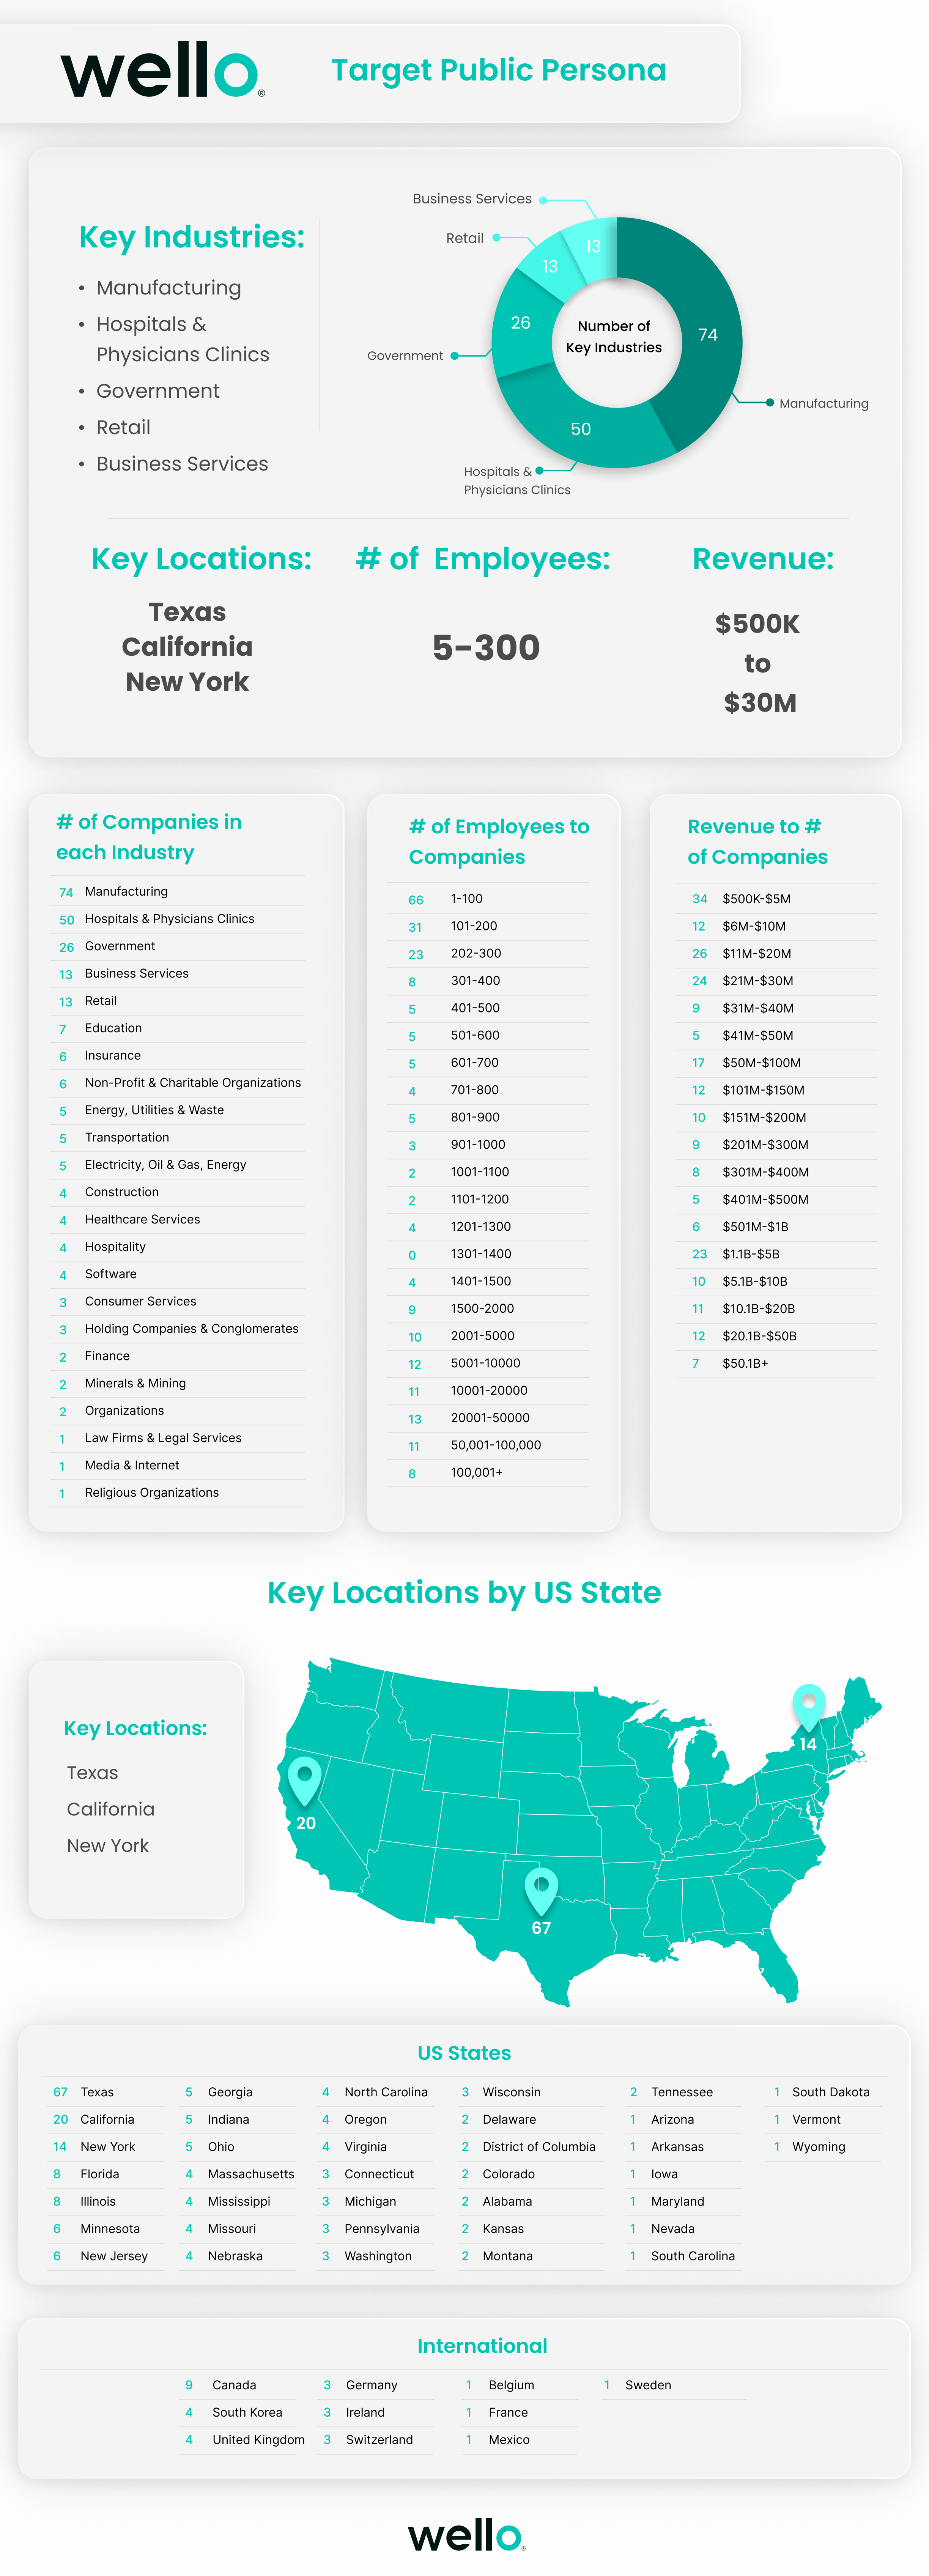 wello®
Target Public Persona
Key Industries:
• Manufacturing
• Hospitals &
Physicians Clinics
• Government
• Retail
• Business Services
Business Services
Retail
Government
Hospitals &
Physicians Clinics
Manufacturing
13
13
26
50
74
Number of
Key Industries
Key Locations:
Texas
California
New York
# of Employees:
5-300
Revenue:
$500K
to
$30M
# of Companies in
each Industry
74 Manufacturing
50 Hospitals & Physicians Clinics
26 Government
13 Business Services
13 Retail
7 Education
6 Insurance
6 Non-Profit & Charitable Organizations
5 Energy, Utilities & Waste
5 Transportation
5 Electricity, Oil & Gas, Energy
4 Construction
4 Healthcare Services
4 Hospitality
4 Software
3 Consumer Services
3 Holding Companies & Conglomerates
2 Finance
2 Minerals & Mining
2 Organizations
1 Law Firms & Legal Services
1 Media & Internet
1 Religious Organizations
# of Employees to
Companies
66 1-100
31 101-200
23 202-300
8 301-400
5 401-500
5 501-600
5 601-700
4 701-800
5 801-900
3 901-1000
2 1001-1100
2 1101-1200
4 1201-1300
0 1301-1400
4 1401-1500
9 1500-2000
10 2001-5000
12 5001-10000
11 10001-20000
13 20001-50000
11 50,001-100,000
8 100,001+
Revenue to #
of Companies
34 $500K-$5M
12 $6M-$10M
26 $11M-$20M
24 $21M-$30M
9 $31M-$40M
5 $41M-$50M
17 $50M-$100M
12 $101M-$150M
10 $151M-$200M
9 $201M-$300M
8 $301M-$400M
5 $401M-$500M
6 $501M-$1B
23 $1.1B-$5B
10 $5.1B-$10B
11 $10.1B-$20B
12 $20.1B-$50B
7 $50.1B+
Key Locations by US State
Key Locations:
Texas
California
New York
14
20
67
US States
67 Texas
20 California
14 New York
8 Florida
8 Illinois
6 Minnesota
6 New Jersey
5 Georgia
5 Indiana
5 Ohio
4 Massachusetts
4 Mississippi
4 Missouri
4 Nebraska
4 North Carolina
4 Oregon
4 Virginia
3 Connecticut
3 Michigan
3 Pennsylvania
3 Washington
3 Wisconsin
2 Delaware
2 District of Columbia
2 Colorado
2 Alabama
2 Kansas
2 Montana
2 Tennessee
1 Arizona
1 Arkansas
1 Iowa
1 Maryland
1 Nevada
1 South Carolina
1 South Dakota
1 Vermont
1 Wyoming
International
9 Canada
4 South Korea
4 United Kingdom
3 Germany
3 Ireland
3 Switzerland
1 Belgium
1 France
1 Mexico
1 Sweden
wello®